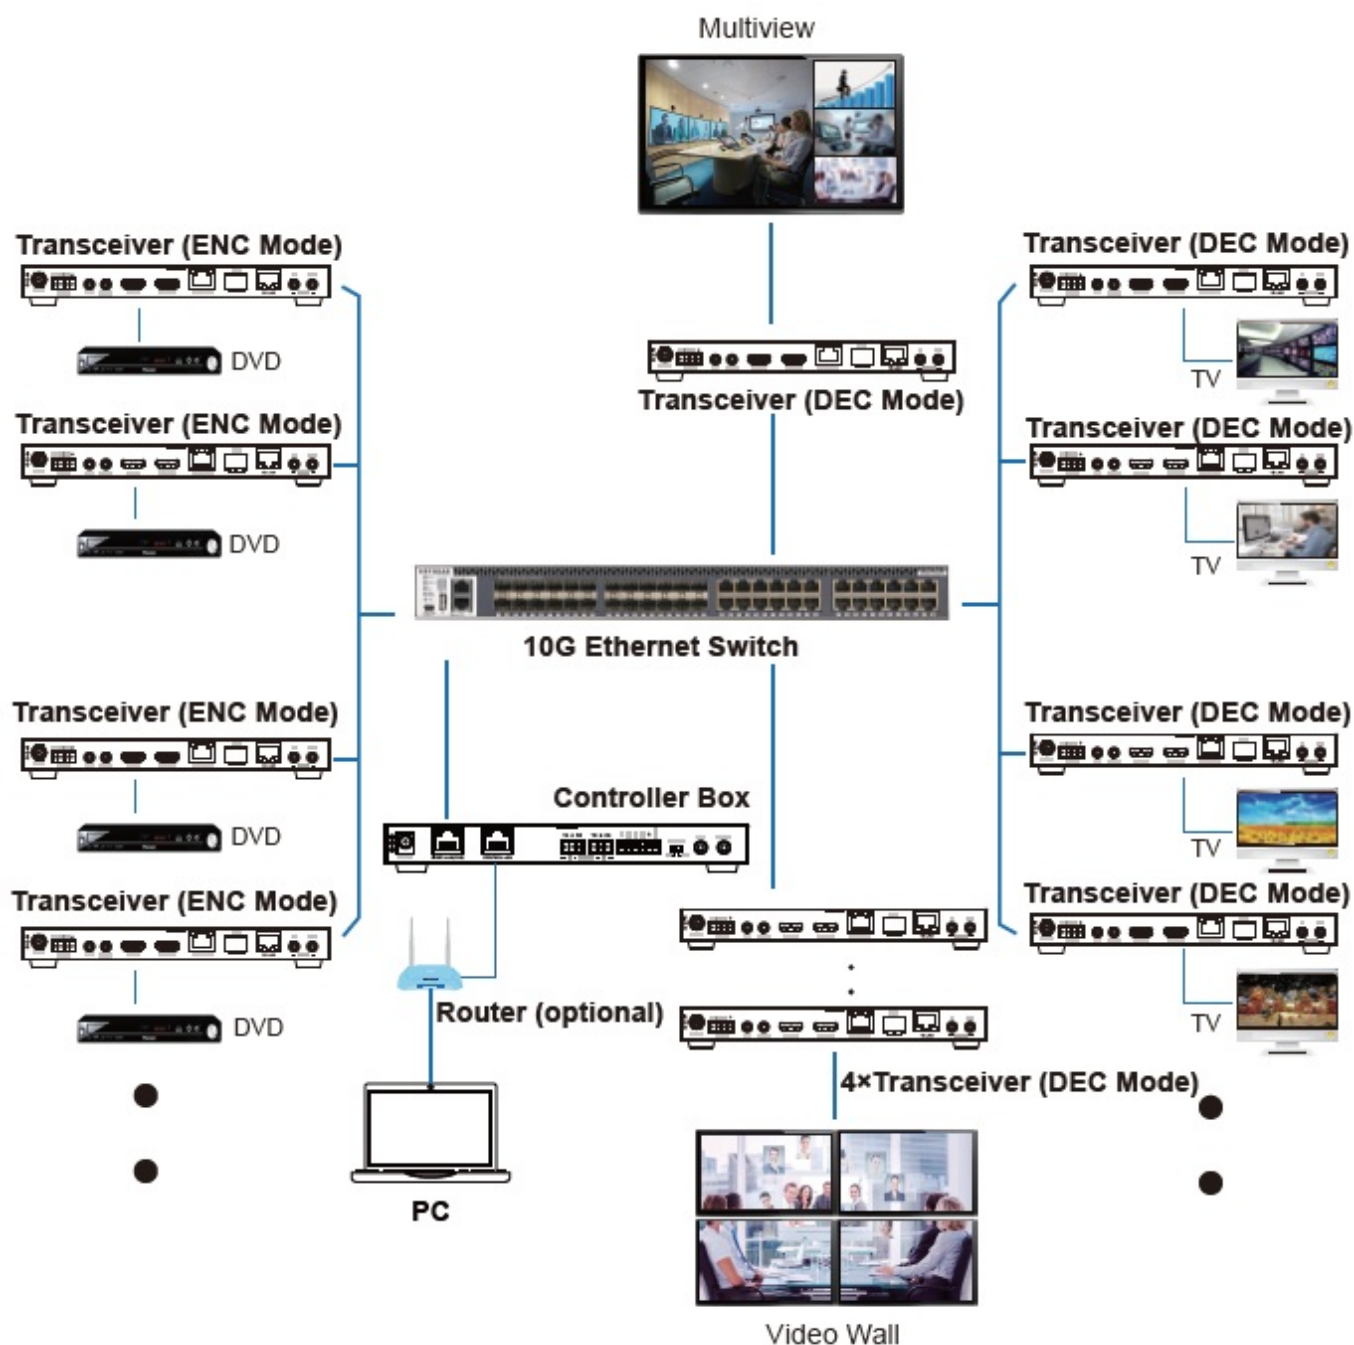 Multiview
Transceiver (ENC Mode)
DVD
Transceiver (ENC Mode)
DVD
Transceiver (DEC Mode)
Transceiver (DEC Mode)
TV
Transceiver (DEC Mode)
TV
10G Ethernet Switch
Transceiver (ENC Mode)
DVD
Transceiver (ENC Mode)
DVD
Controller Box
Router (optional)
PC
Transceiver (DEC Mode)
TV
Transceiver (DEC Mode)
TV
4×Transceiver (DEC Mode)
Video Wall